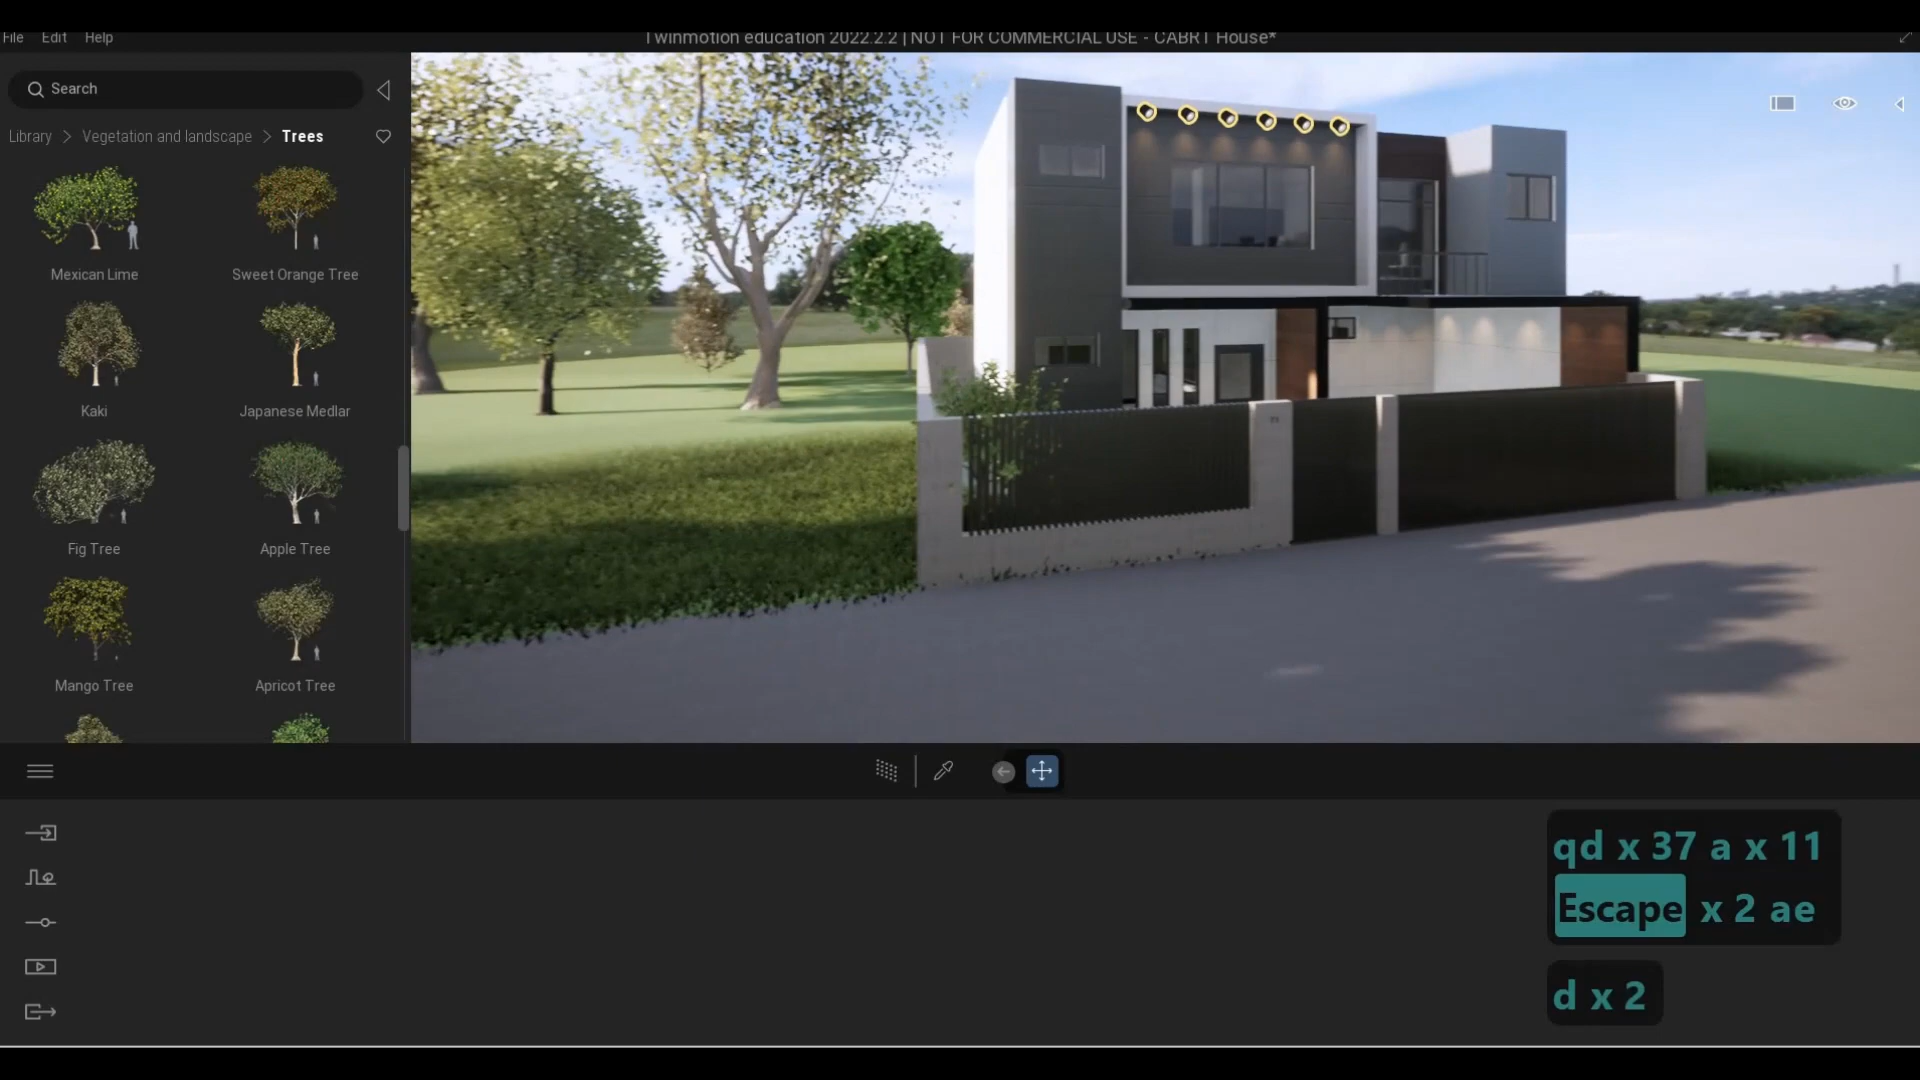 File Edit Help
Twinmotion education 2022.2.2 | NOT FOR COMMERCIAL USE - CABRT House*
Search
Library > Vegetation and landscape > Trees
Mexican Lime
Sweet Orange Tree
Kaki
Japanese Medlar
Fig Tree
Apple Tree
Mango Tree
Apricot Tree
qd x 37 a x 11
Escape x 2 ae
d x 2